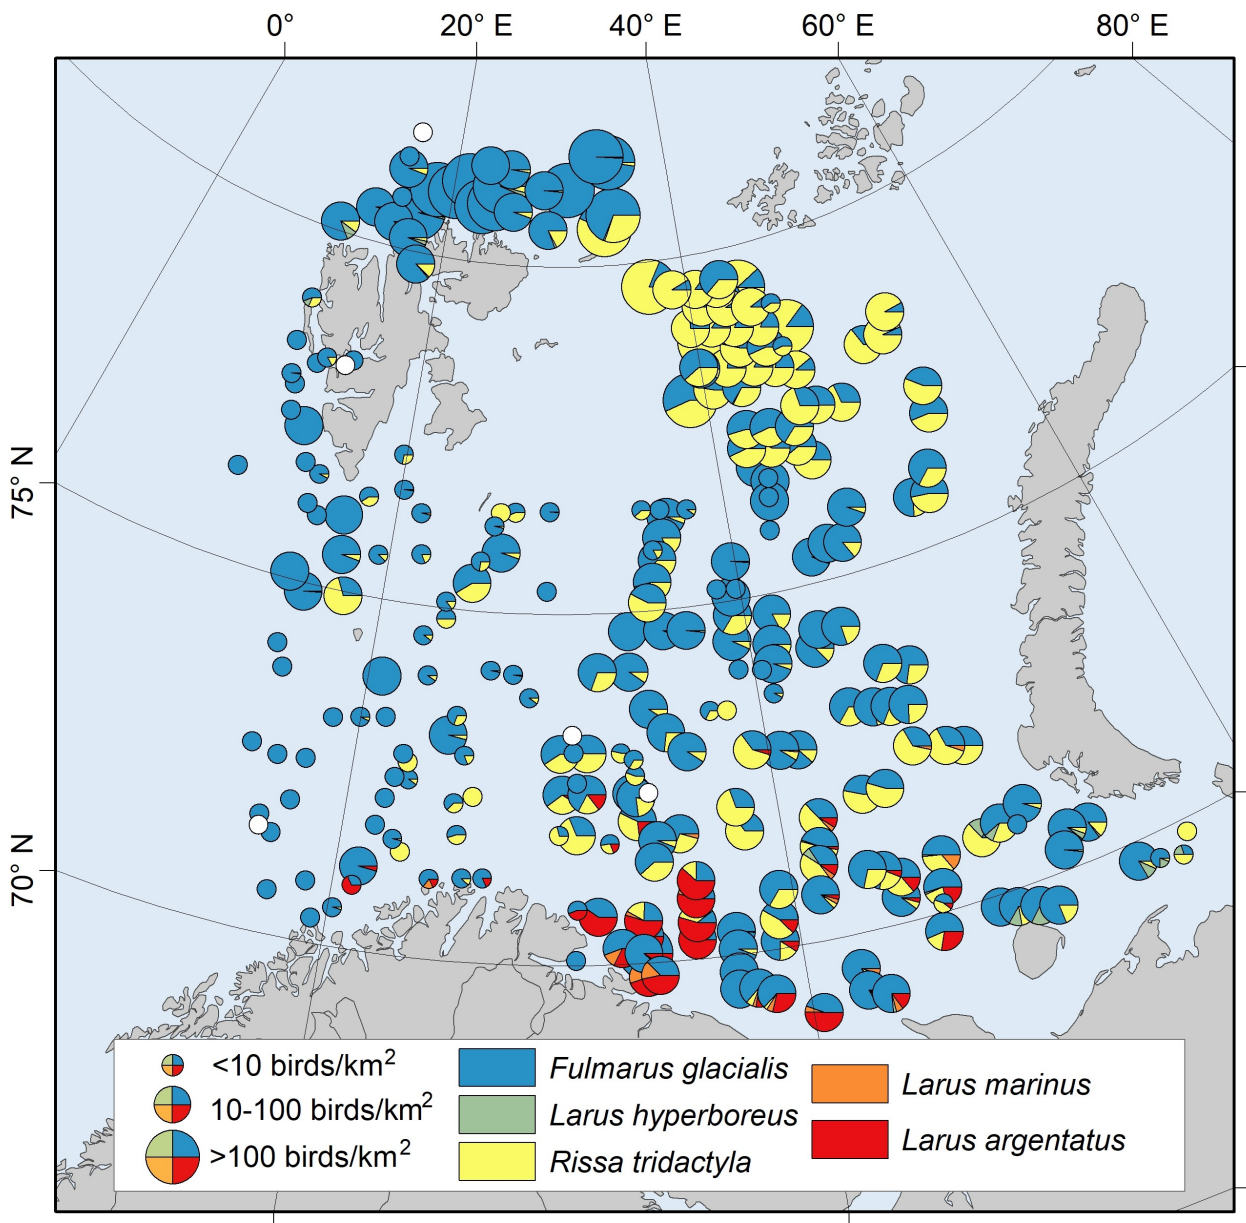 0° 20° E 40° E 60° E 80° E
75° N
70° N
<10 birds/km²
10-100 birds/km²
>100 birds/km²
Fulmarus glacialis
Larus hyperboreus
Rissa tridactyla
Larus marinus
Larus argentatus